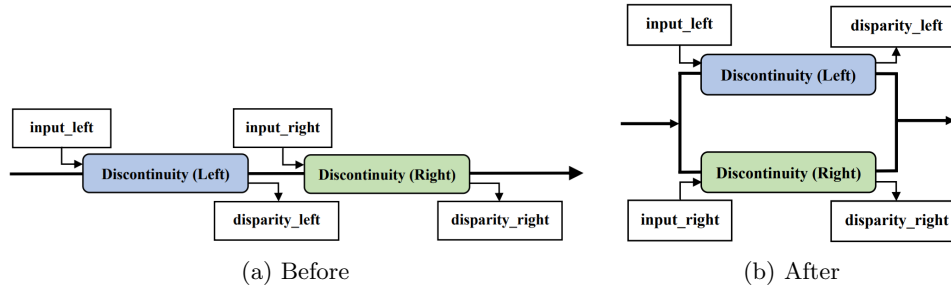 input_left
input_right
Discontinuity (Left)
Discontinuity (Right)
disparity_left
disparity_right
(a) Before
input_left
disparity_left
Discontinuity (Left)
Discontinuity (Right)
input_right
disparity_right
(b) After